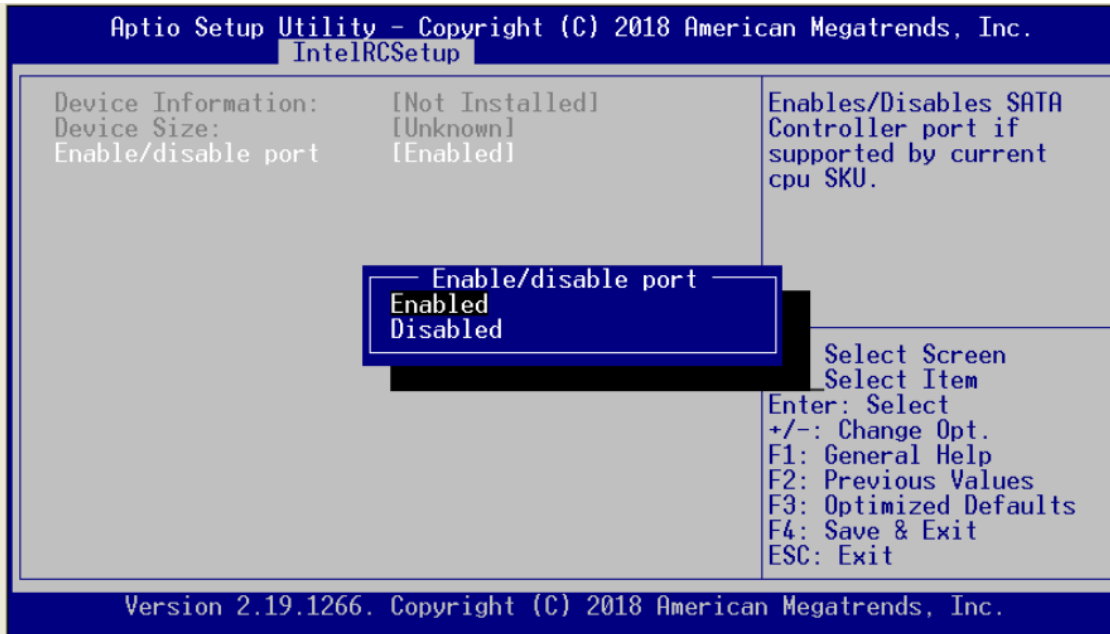 Aptio Setup Utility – Copyright (C) 2018 American Megatrends, Inc.
IntelRCSetup
Device Information: [Not Installed]
Device Size: [Unknown]
Enable/disable port [Enabled]
Enables/Disables SATA
Controller port if
supported by current
cpu SKU.
Enable/disable port
Enabled
Disabled
Select Screen
_Select Item
Enter: Select
+/-: Change Opt.
F1: General Help
F2: Previous Values
F3: Optimized Defaults
F4: Save & Exit
ESC: Exit
Version 2.19.1266. Copyright (C) 2018 American Megatrends, Inc.